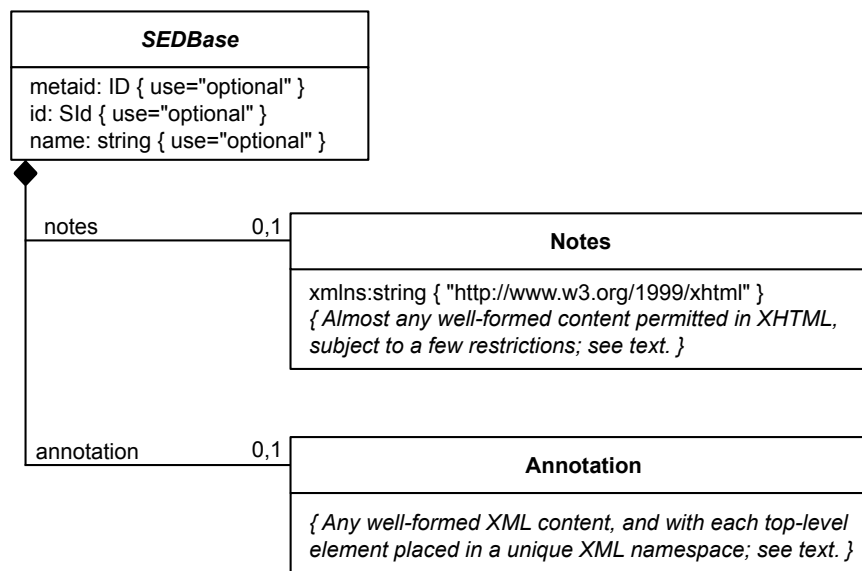 SEDBase
metaid: ID { use="optional" }
id: SId { use="optional" }
name: string { use="optional" }
notes 0,1
Notes
xmlns:string { "http://www.w3.org/1999/xhtml" }
{ Almost any well-formed content permitted in XHTML,
subject to a few restrictions; see text. }
annotation 0,1
Annotation
{ Any well-formed XML content, and with each top-level
element placed in a unique XML namespace; see text. }